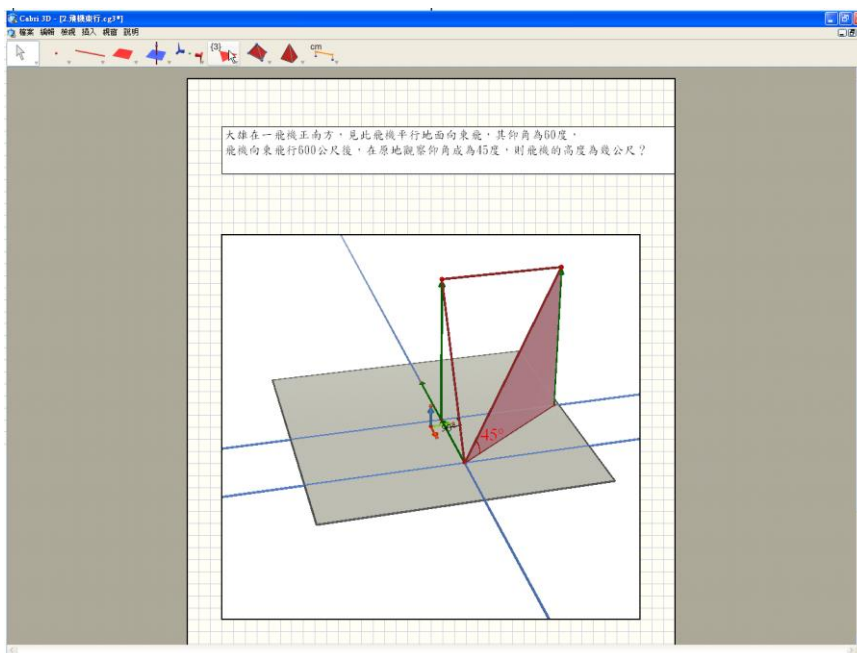 Cabri 3D - [2.飛機東行.cg3*]
檔案 編輯 檢視 插入 視窗 說明
{3} cm
大雄在一飛機正南方，見此飛機平行地面向東飛，其仰角為60度，
飛機向東飛行600公尺後，在原地觀察仰角成為45度，則飛機的高度為幾公尺？
45°